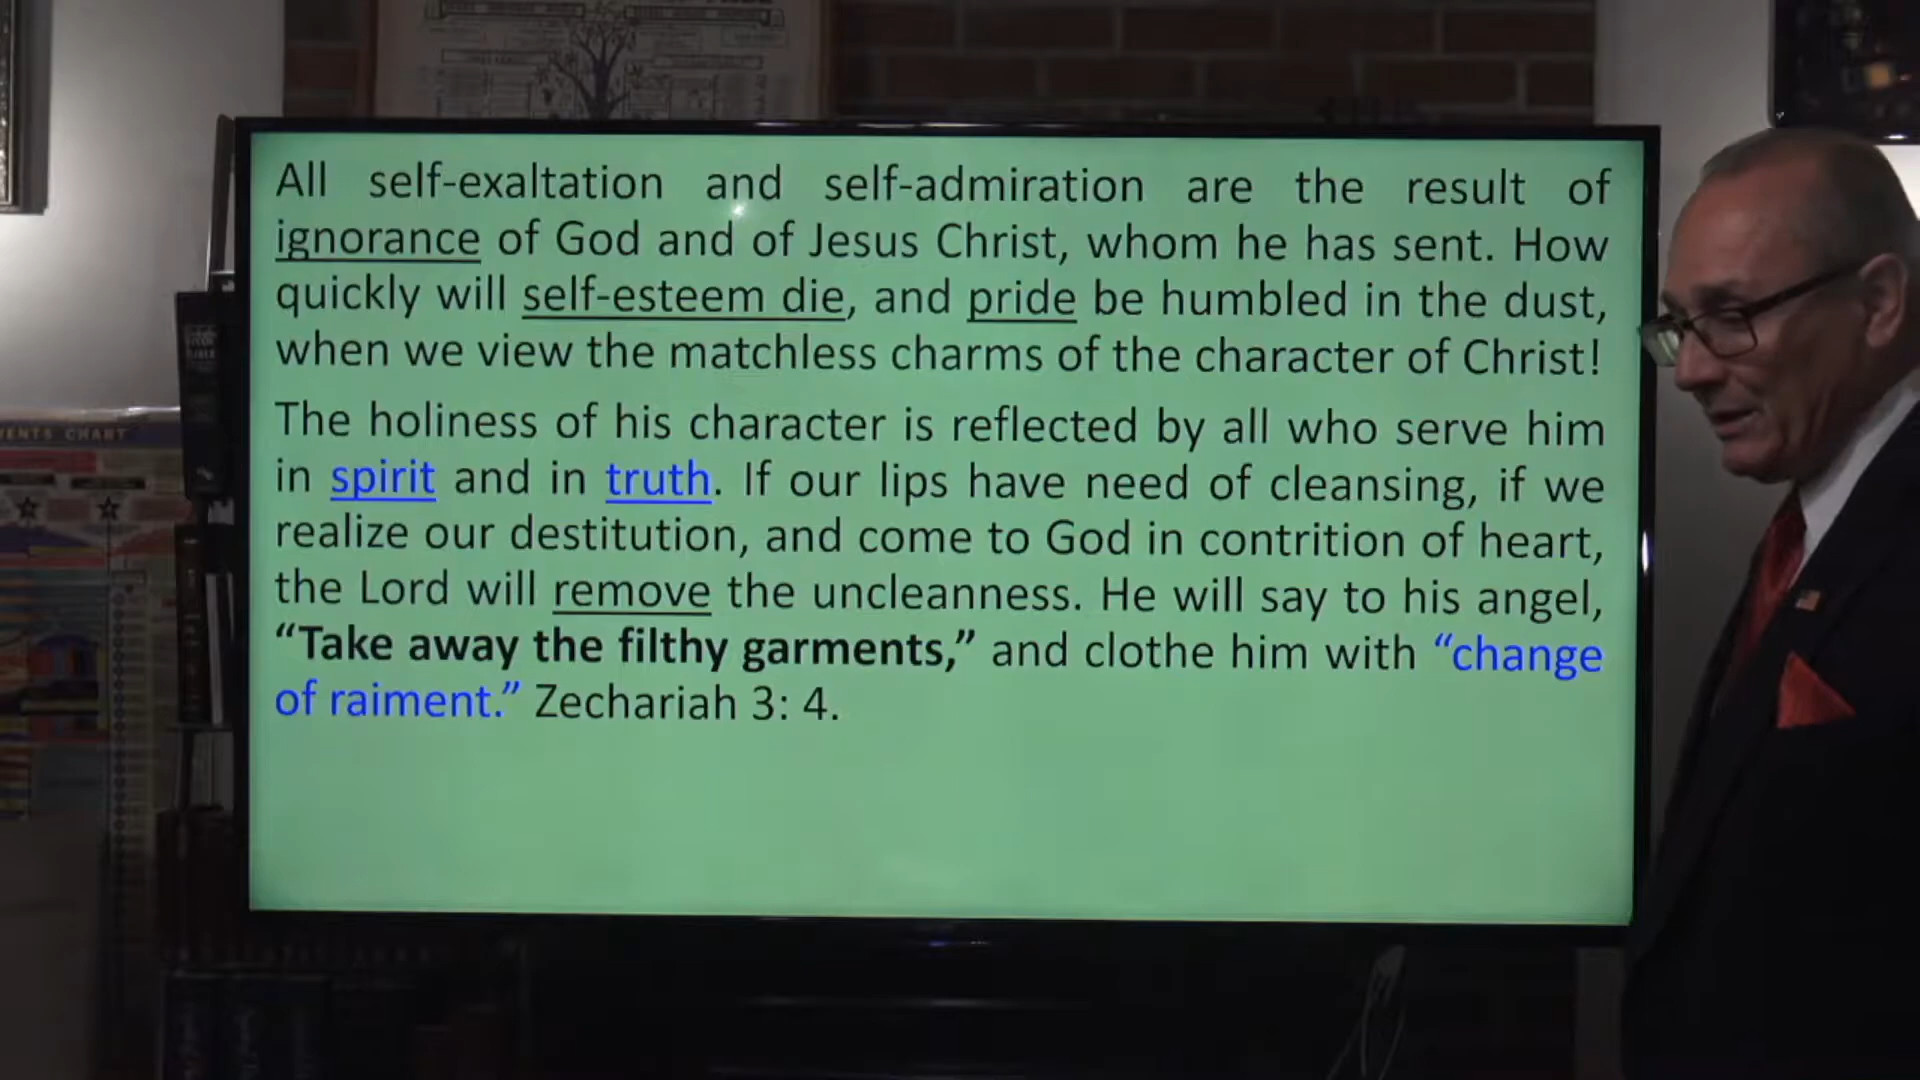 All self-exaltation and self-admiration are the result of
ignorance of God and of Jesus Christ, whom he has sent. How
quickly will self-esteem die, and pride be humbled in the dust,
when we view the matchless charms of the character of Christ!
The holiness of his character is reflected by all who serve him
in spirit and in truth. If our lips have need of cleansing, if we
realize our destitution, and come to God in contrition of heart,
the Lord will remove the uncleanness. He will say to his angel,
“Take away the filthy garments,” and clothe him with “change
of raiment.” Zechariah 3: 4.
CHART